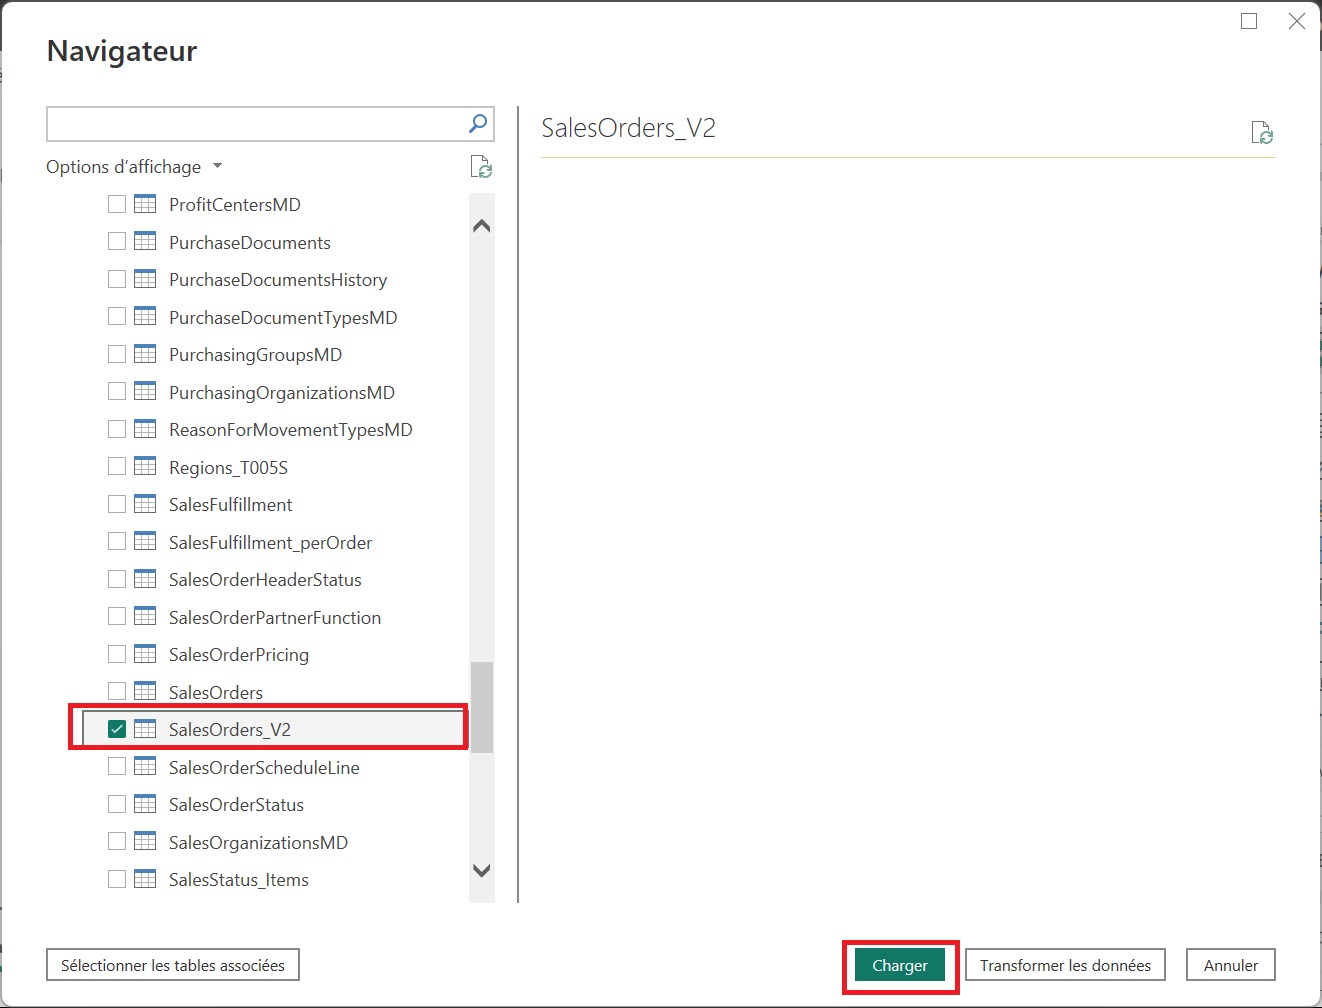 Navigateur
Options d’affichage
ProfitCentersMD
PurchaseDocuments
PurchaseDocumentsHistory
PurchaseDocumentTypesMD
PurchasingGroupsMD
PurchasingOrganizationsMD
ReasonForMovementTypesMD
Regions_T005S
SalesFulfillment
SalesFulfillment_perOrder
SalesOrderHeaderStatus
SalesOrderPartnerFunction
SalesOrderPricing
SalesOrders
SalesOrders_V2
SalesOrderScheduleLine
SalesOrderStatus
SalesOrganizationsMD
SalesStatus_Items
SalesOrders_V2
Sélectionner les tables associées
Charger
Transformer les données
Annuler